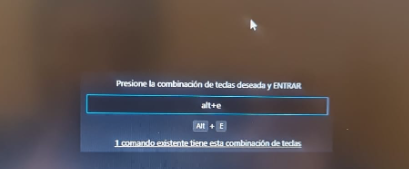 Presione la combinación de teclas deseada y ENTRAR.
alt+e
Alt + E
1 comando existente tiene esta combinación de teclas